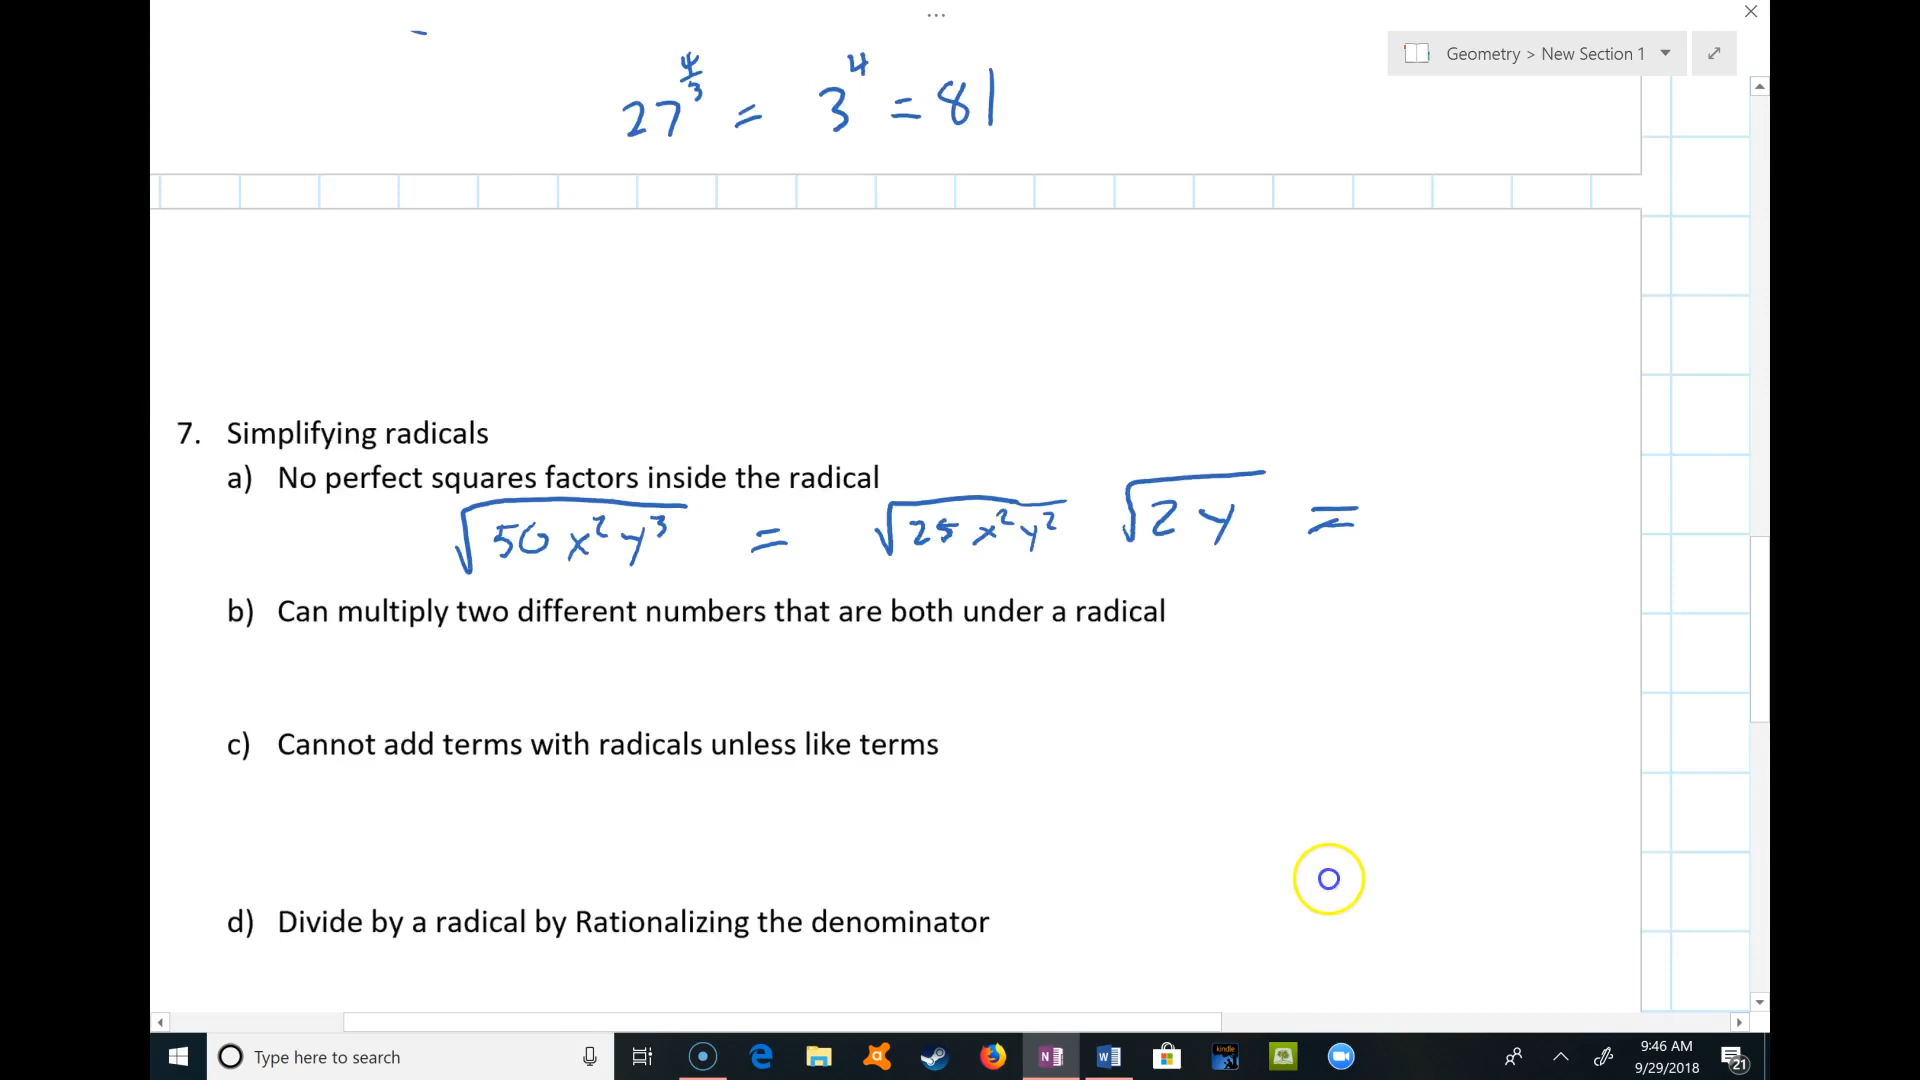 ...
Geometry > New Section 1
27^{4/3} = 3^4 = 81
7. Simplifying radicals
a) No perfect squares factors inside the radical
√(50x²y³) = √(25x²y²) √(2y) =
b) Can multiply two different numbers that are both under a radical
c) Cannot add terms with radicals unless like terms
d) Divide by a radical by Rationalizing the denominator
Type here to search
kindle
9:46 AM
9/29/2018
21